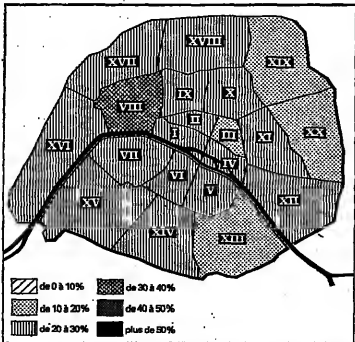 XVII XVIII
XIX
IX X
VIII
II
I III XI
XVI XX
VII IV
VI V
XV XII
XIV
XIII
de 0 à 10% de 30 à 40%
de 10 à 20% de 40 à 50%
de 20 à 30% plus de 50%